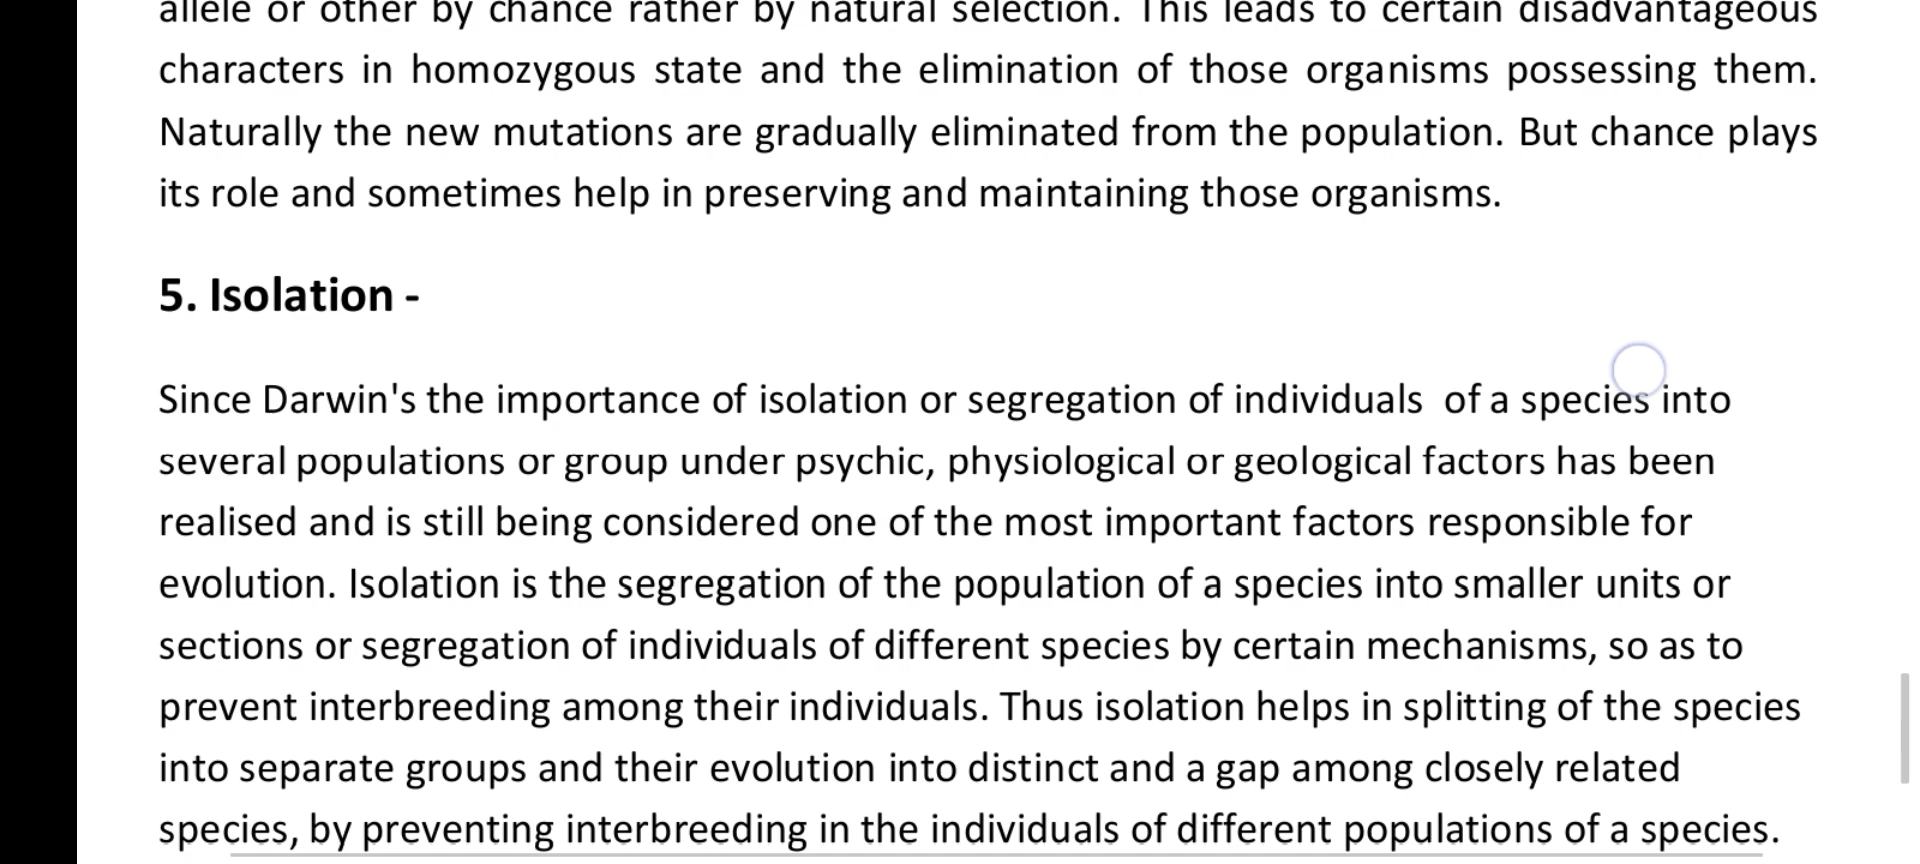 allele or other by chance rather by natural selection. This leads to certain disadvantageous
characters in homozygous state and the elimination of those organisms possessing them.
Naturally the new mutations are gradually eliminated from the population. But chance plays
its role and sometimes help in preserving and maintaining those organisms.
5. Isolation -
Since Darwin's the importance of isolation or segregation of individuals  of a species into
several populations or group under psychic, physiological or geological factors has been
realised and is still being considered one of the most important factors responsible for
evolution. Isolation is the segregation of the population of a species into smaller units or
sections or segregation of individuals of different species by certain mechanisms, so as to
prevent interbreeding among their individuals. Thus isolation helps in splitting of the species
into separate groups and their evolution into distinct and a gap among closely related
species, by preventing interbreeding in the individuals of different populations of a species.